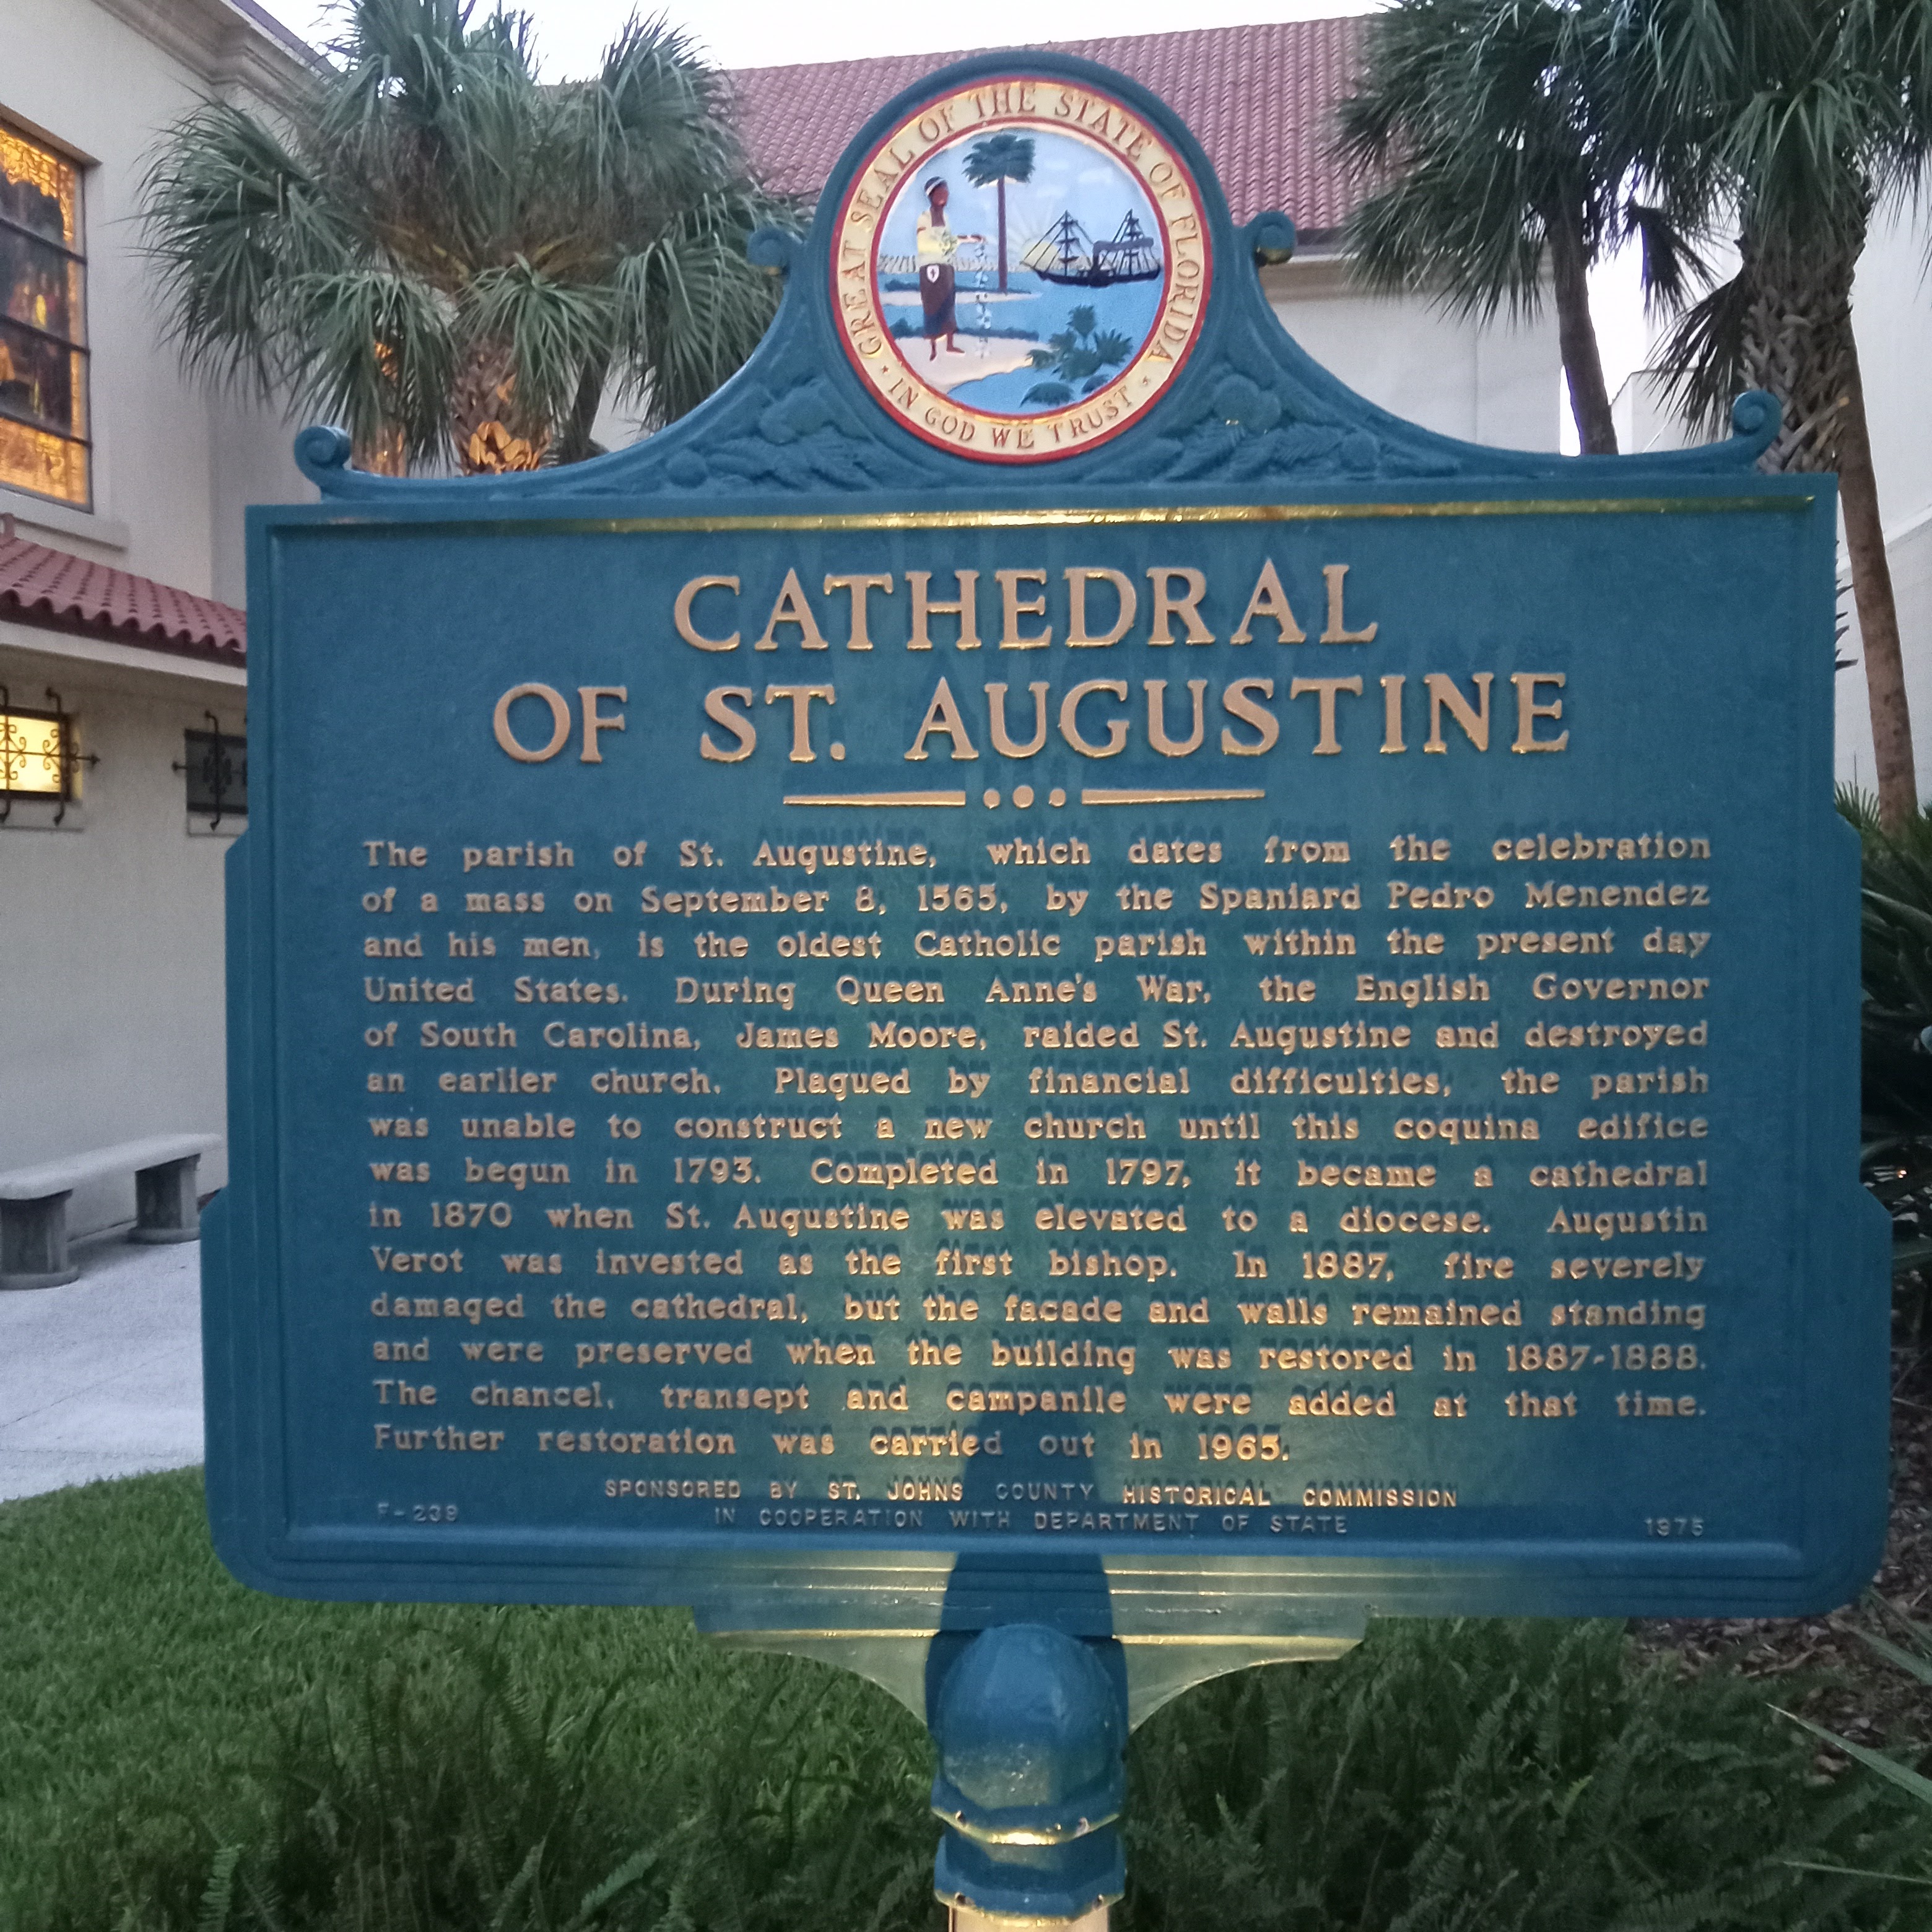 GREAT SEAL OF THE STATE OF FLORIDA
• IN GOD WE TRUST •
CATHEDRAL
OF ST. AUGUSTINE
The parish of St. Augustine, which dates from the celebration
of a mass on September 8, 1565, by the Spaniard Pedro Menendez
and his men, is the oldest Catholic parish within the present day
United States. During Queen Anne's War, the English Governor
of South Carolina, James Moore, raided St. Augustine and destroyed
an earlier church. Plagued by financial difficulties, the parish
was unable to construct a new church until this coquina edifice
was begun in 1793. Completed in 1797, it became a cathedral
in 1870 when St. Augustine was elevated to a diocese. Augustin
Verot was invested as the first bishop. In 1887, fire severely
damaged the cathedral, but the facade and walls remained standing
and were preserved when the building was restored in 1887-1888.
The chancel, transept and campanile were added at that time.
Further restoration was carried out in 1965.
SPONSORED BY ST. JOHNS COUNTY HISTORICAL COMMISSION
F-239 IN COOPERATION WITH DEPARTMENT OF STATE 1975